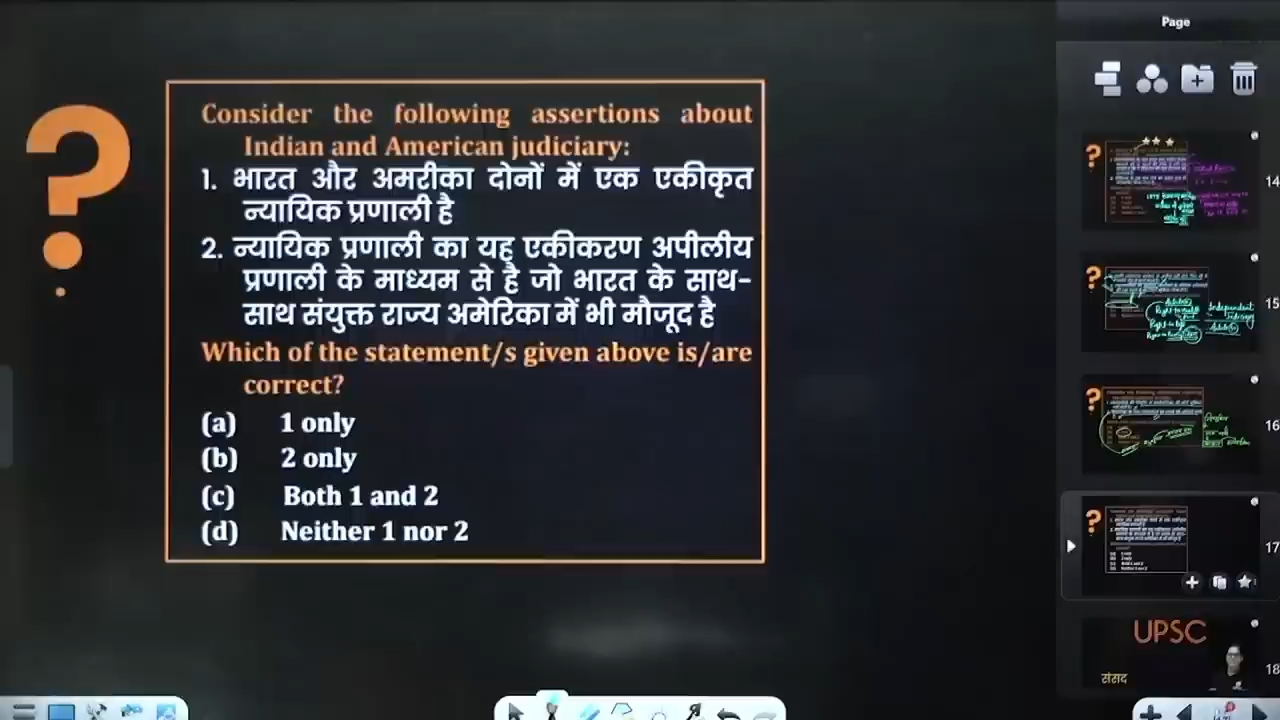 Page
Consider the following assertions about
Indian and American judiciary:
1. भारत और अमरीका दोनों में एक एकीकृत
न्यायिक प्रणाली है
2. न्यायिक प्रणाली का यह एकीकरण अपीलीय
प्रणाली के माध्यम से है जो भारत के साथ-
साथ संयुक्त राज्य अमेरिका में भी मौजूद है
Which of the statement/s given above is/are
correct?
(a) 1 only
(b) 2 only
(c) Both 1 and 2
(d) Neither 1 nor 2
14
15
16
17
UPSC
संसद
18